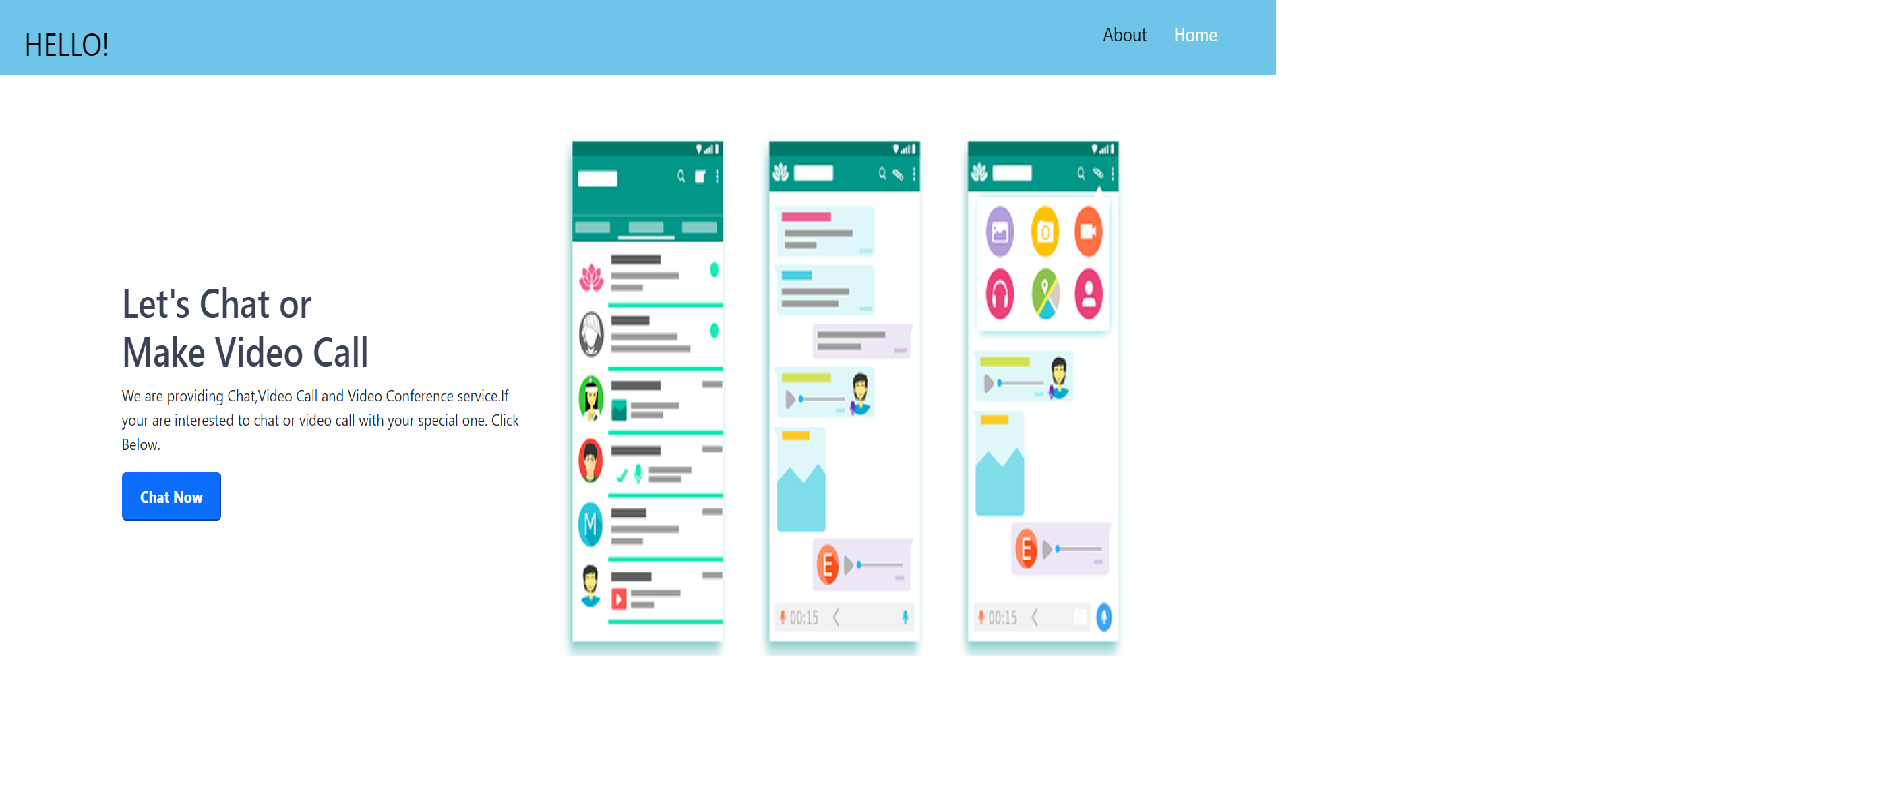 HELLO!
About Home
Let's Chat or
Make Video Call
We are providing Chat,Video Call and Video Conference service.If
your are interested to chat or video call with your special one. Click
Below.
Chat Now
M
E
E
00:15
00:15